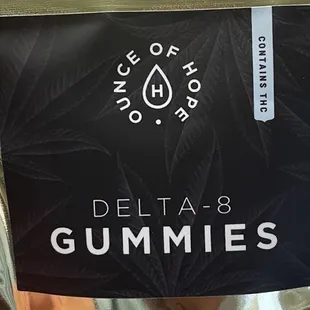 OUNCE OF HOPE
H
CONTAINS THC
DELTA-8
GUMMIES